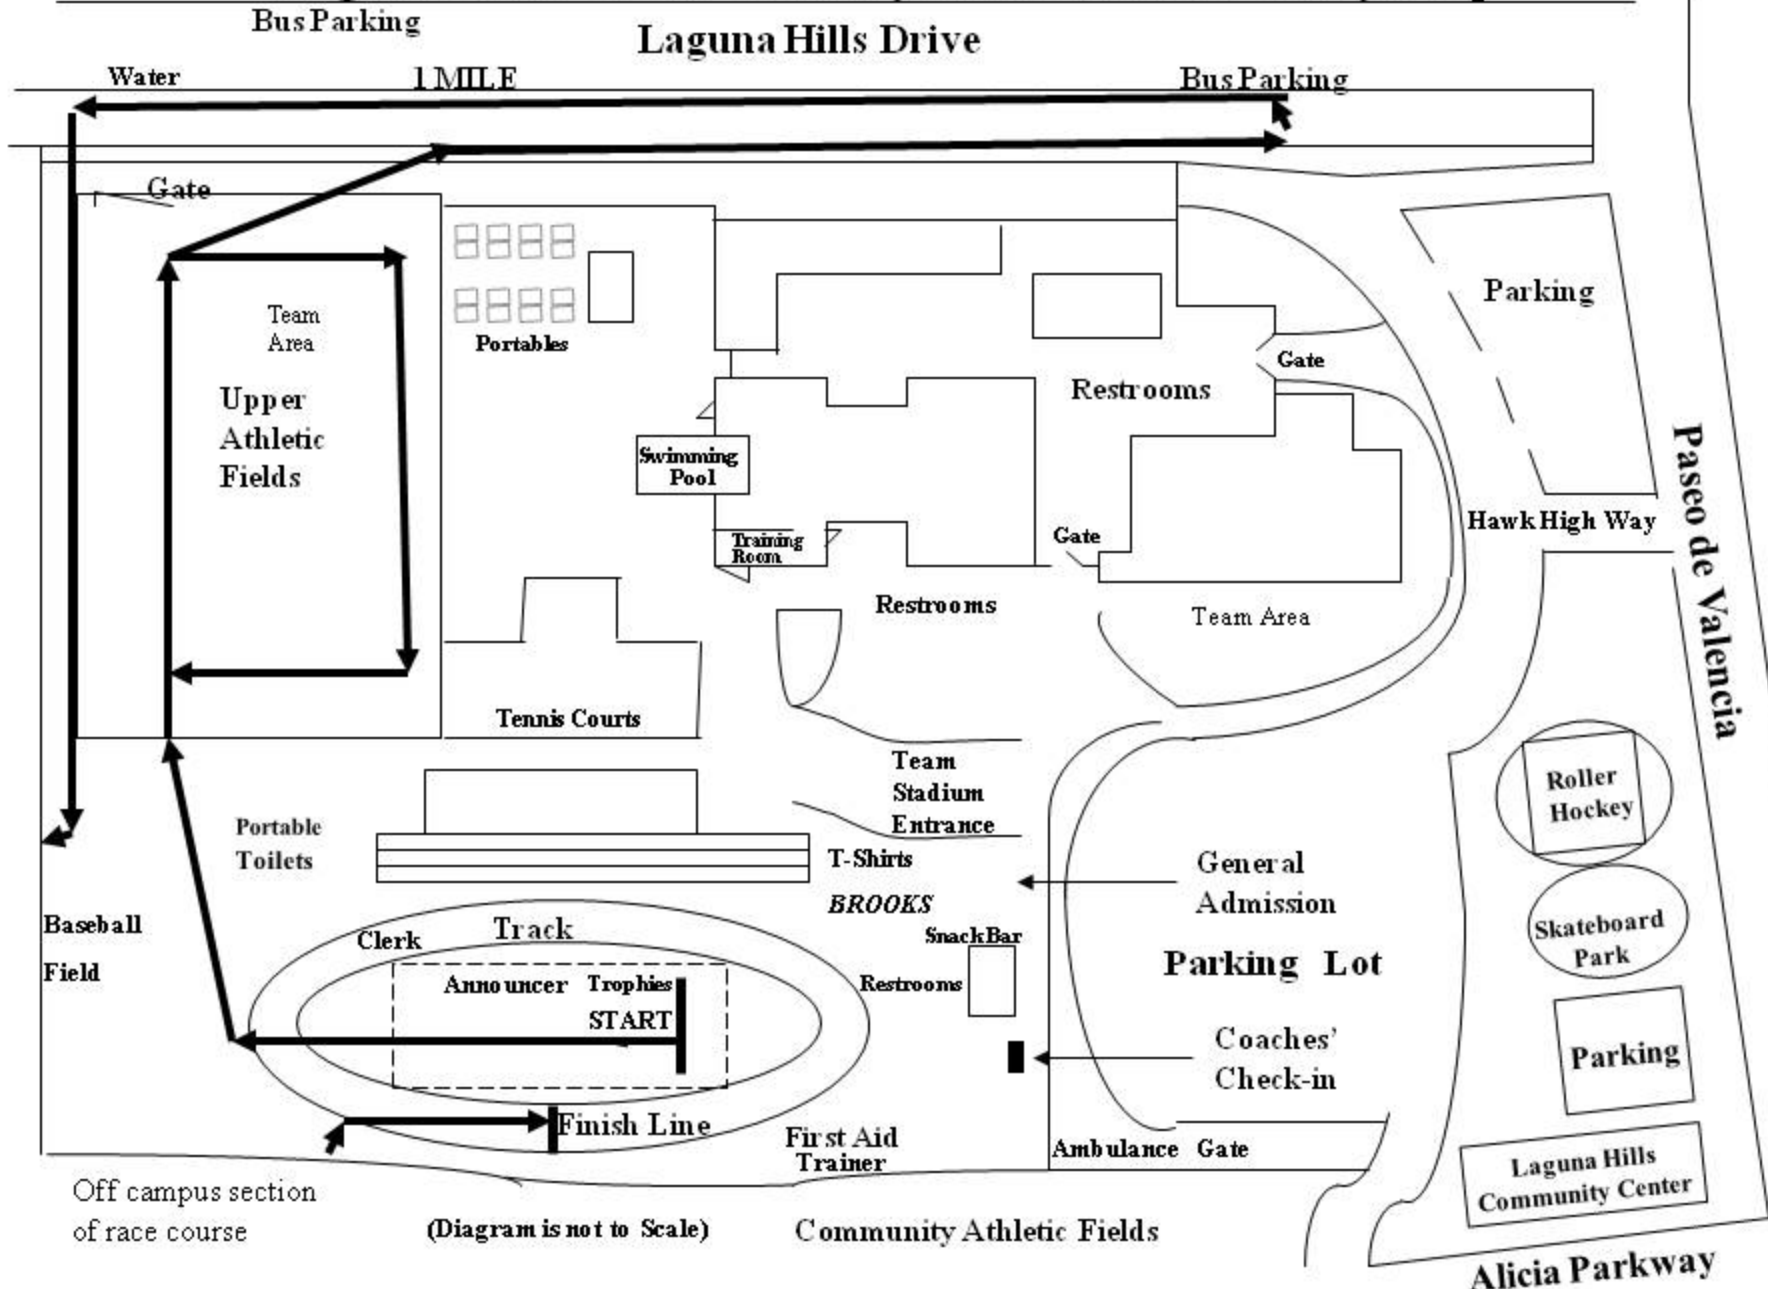 Bus Parking
Laguna Hills Drive
Water
1 MILE
Bus Parking
Gate
Team
Area
Upper
Athletic
Fields
Portables
Parking
Gate
Restrooms
Swimming
Pool
Training
Room
Gate
Hawk High Way
Paseo de Valencia
Restrooms
Team Area
Tennis Courts
Team
Stadium
Entrance
Roller
Hockey
Portable
Toilets
T-Shirts
BROOKS
General
Admission
Skateboard
Park
Baseball
Field
Clerk
Track
Snack Bar
Parking Lot
Announcer
Trophies
START
Restrooms
Coaches'
Check-in
Parking
Finish Line
First Aid
Trainer
Ambulance Gate
Laguna Hills
Community Center
Off campus section
of race course
(Diagram is not to Scale)
Community Athletic Fields
Alicia Parkway